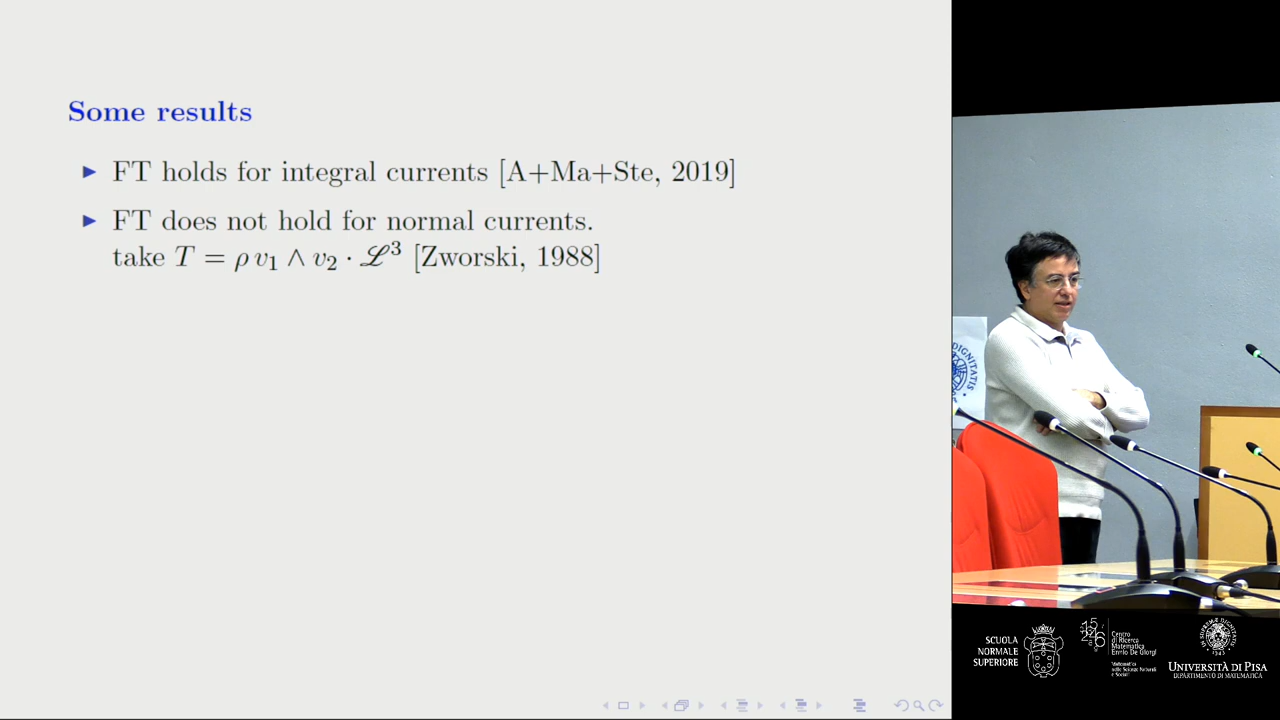 Some results
▶ FT holds for integral currents [A+Ma+Ste, 2019]
▶ FT does not hold for normal currents.
take T = ρ v₁ ∧ v₂ · ℒ³ [Zworski, 1988]
DIGNITATIS
SCUOLA
NORMALE
SUPERIORE
Centro
di Ricerca
Matematica
Ennio De Giorgi
UNIVERSITÀ DI PISA
DIPARTIMENTO DI MATEMATICA